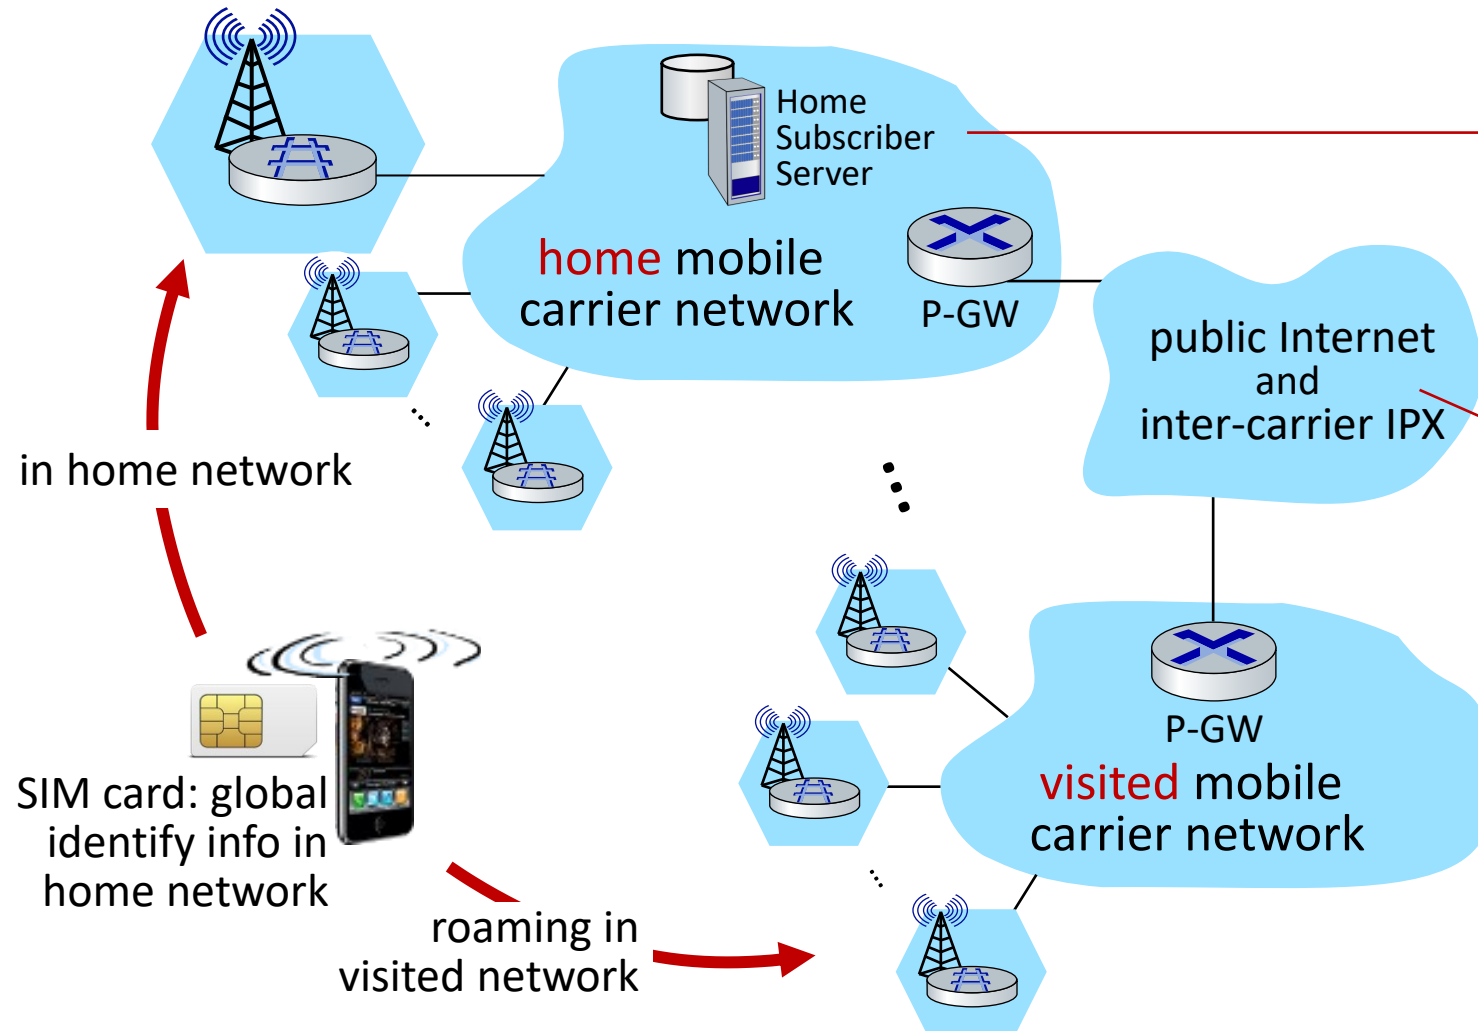 Home
Subscriber
Server
home mobile
carrier network
P-GW
public Internet
and
inter-carrier IPX
in home network
P-GW
visited mobile
carrier network
SIM card: global
identify info in
home network
roaming in
visited network